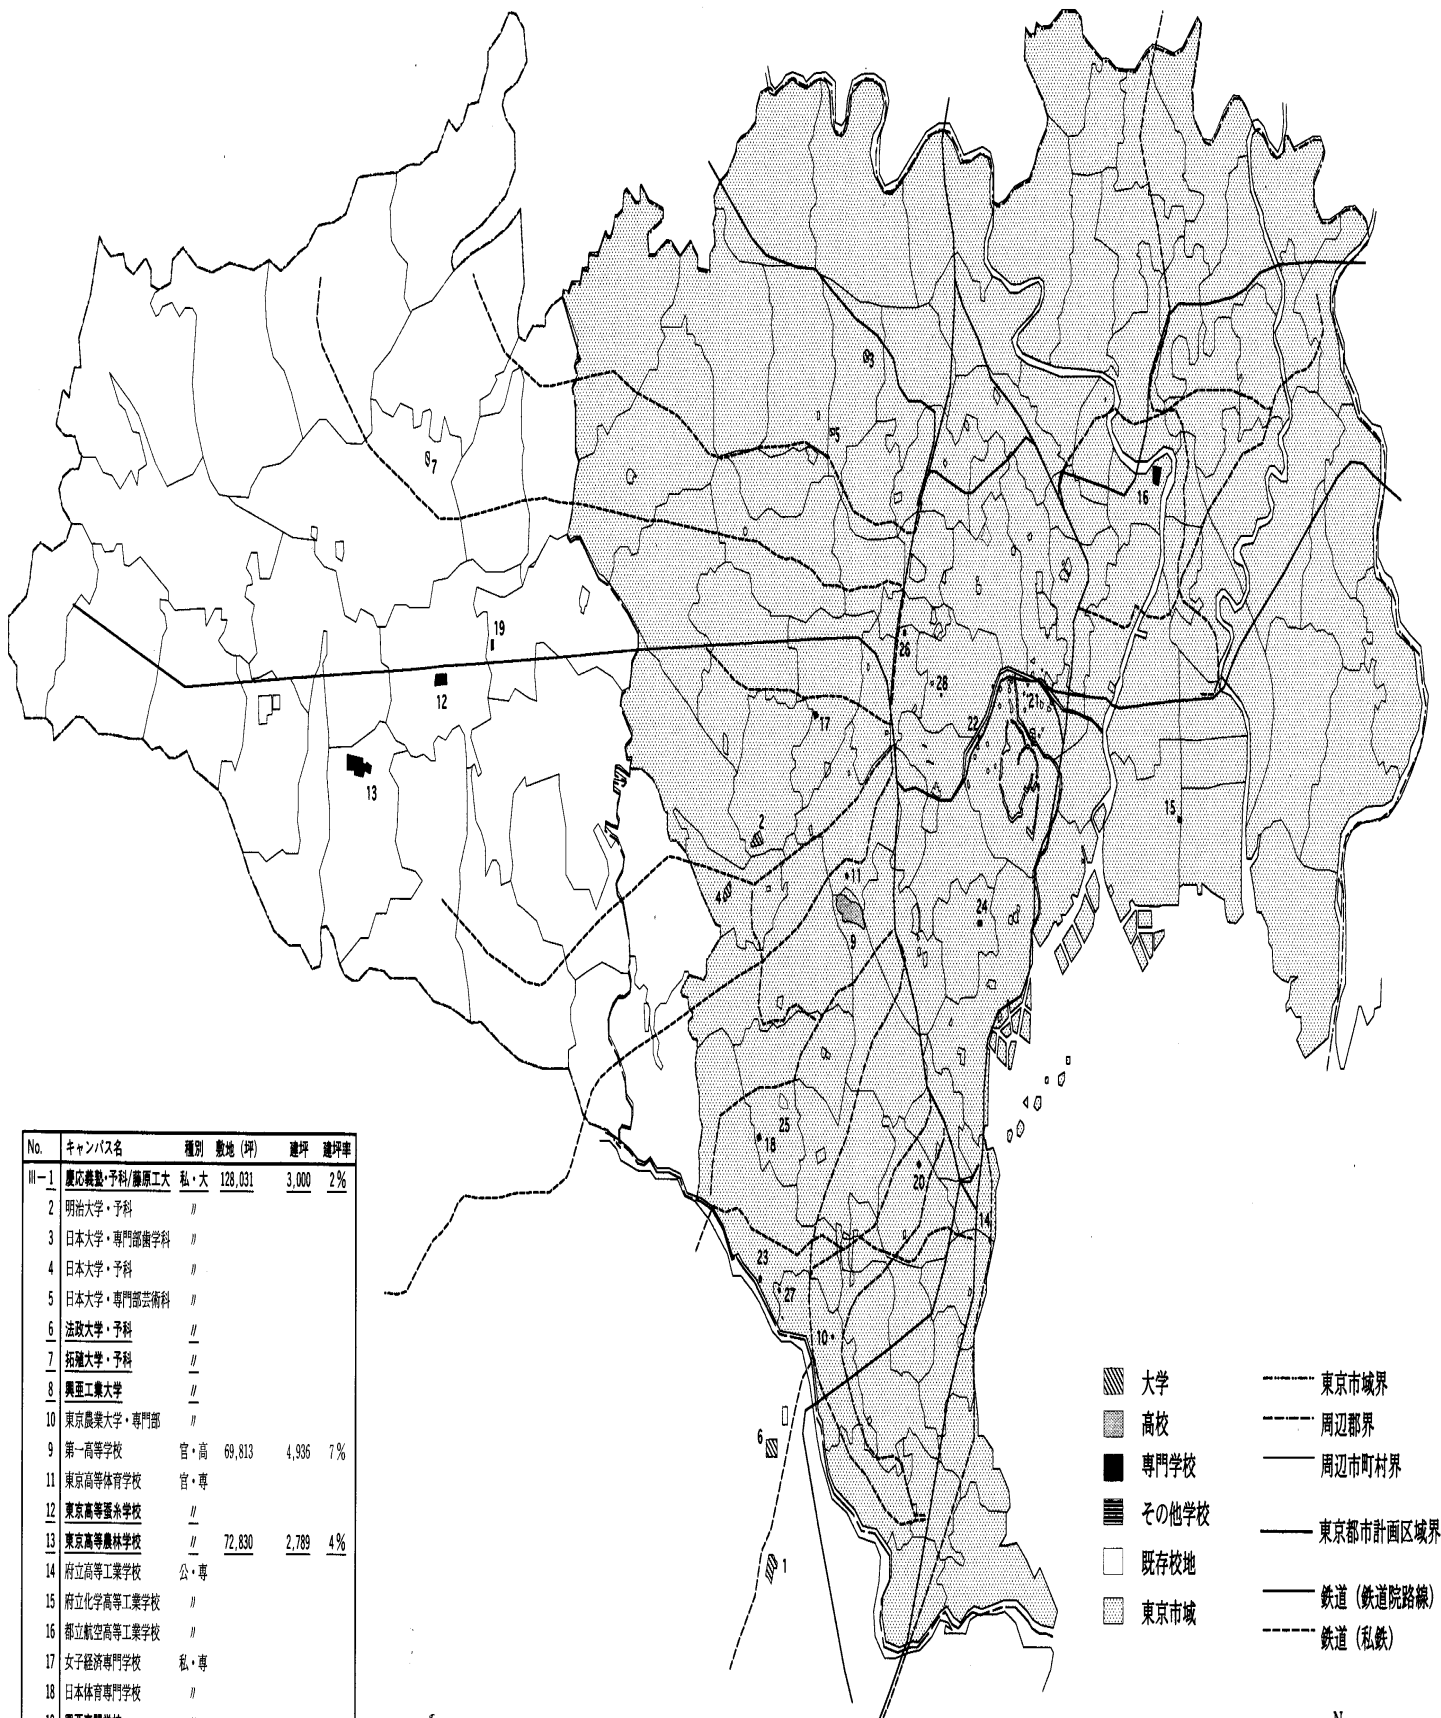 3
5
7
16
19
26
12
28
21
22
17
13
2
15
11
4
24
9
25
18
20
14
23
27
10
6
1
No. キャンパス名 種別 敷地（坪） 建坪 建坪率
Ⅲ－1 慶応義塾・予科/藤原工大 私・大 128,031 3,000 2％
2 明治大学・予科 〃
3 日本大学・専門部歯学科 〃
4 日本大学・予科 〃
5 日本大学・専門部芸術科 〃
6 法政大学・予科 〃
7 拓殖大学・予科 〃
8 興亜工業大学 〃
10 東京農業大学・専門部 〃
9 第一高等学校 官・高 69,813 4,936 7％
11 東京高等体育学校 官・専
12 東京高等蚕糸学校 〃
13 東京高等農林学校 〃 72,830 2,789 4％
14 府立高等工業学校 公・専
15 府立化学高等工業学校 〃
16 都立航空高等工業学校 〃
17 女子経済専門学校 私・専
18 日本体育専門学校 〃
大学
高校
専門学校
その他学校
既存校地
東京市域
東京市域界
周辺郡界
周辺市町村界
東京都市計画区域界
鉄道（鉄道院路線）
鉄道（私鉄）